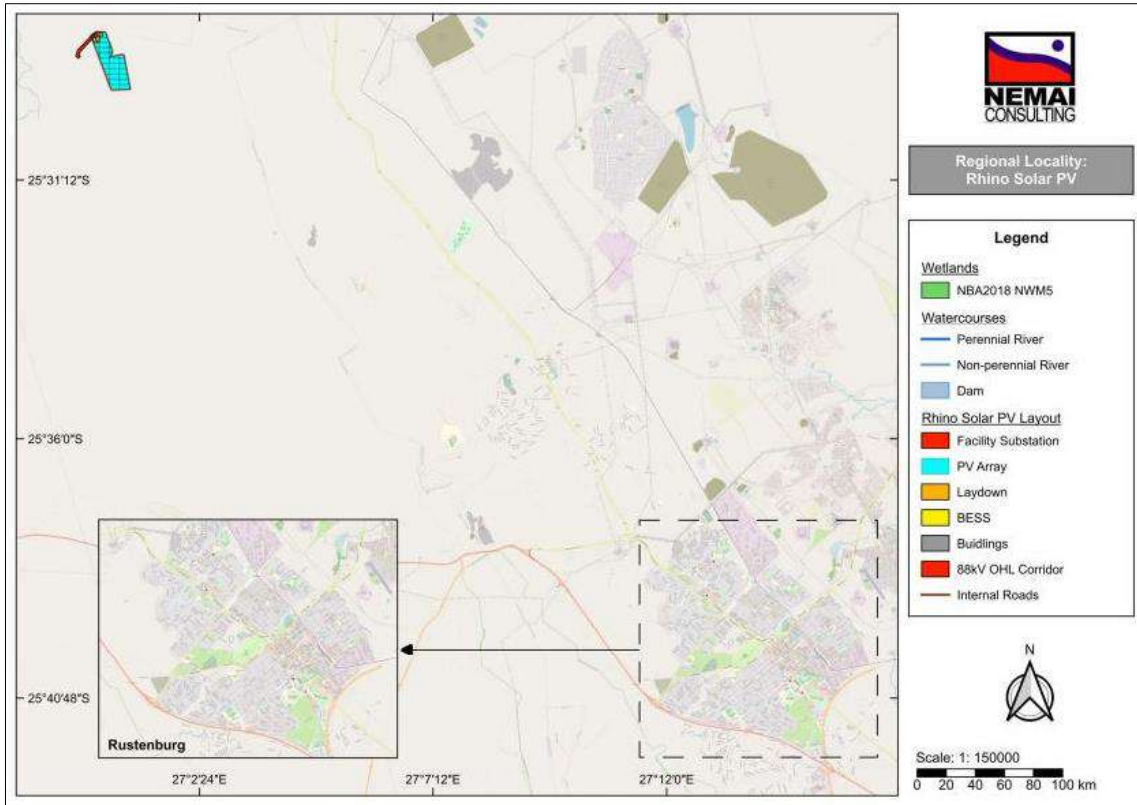 NEMAI
CONSULTING
Regional Locality:
Rhino Solar PV
Legend
Wetlands
NBA2018 NWM5
Watercourses
Perennial River
Non-perennial River
Dam
Rhino Solar PV Layout
Facility Substation
PV Array
Laydown
BESS
Buidlings
88kV OHL Corridor
Internal Roads
N
Scale: 1: 150000
0 20 40 60 80 100 km
25°31'12"S
25°36'0"S
25°40'48"S
Rustenburg
27°2'24"E 27°7'12"E 27°12'0"E